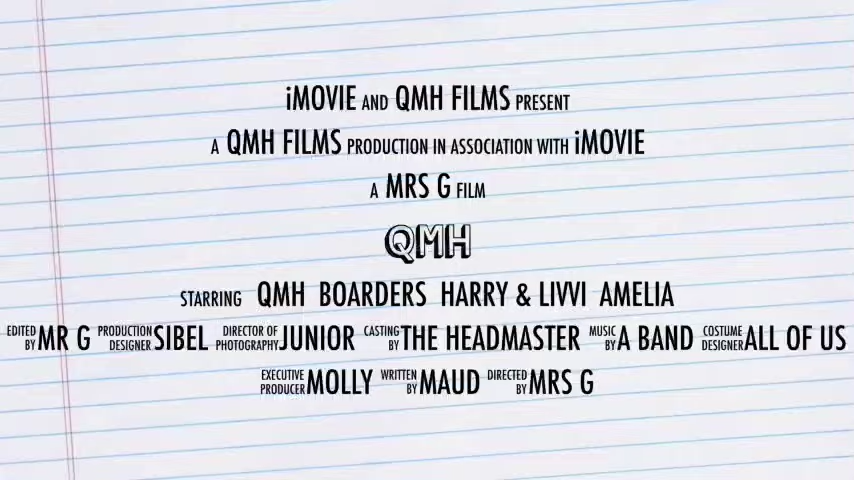 iMOVIE AND QMH FILMS PRESENT
A QMH FILMS PRODUCTION IN ASSOCIATION WITH iMOVIE
A MRS G FILM
QMH
STARRING QMH BOARDERS HARRY & LIVVI AMELIA
EDITED BY MR G PRODUCTION DESIGNER SIBEL DIRECTOR OF PHOTOGRAPHY JUNIOR CASTING BY THE HEADMASTER MUSIC BY A BAND COSTUME DESIGNER ALL OF US
EXECUTIVE PRODUCER MOLLY WRITTEN BY MAUD DIRECTED BY MRS G